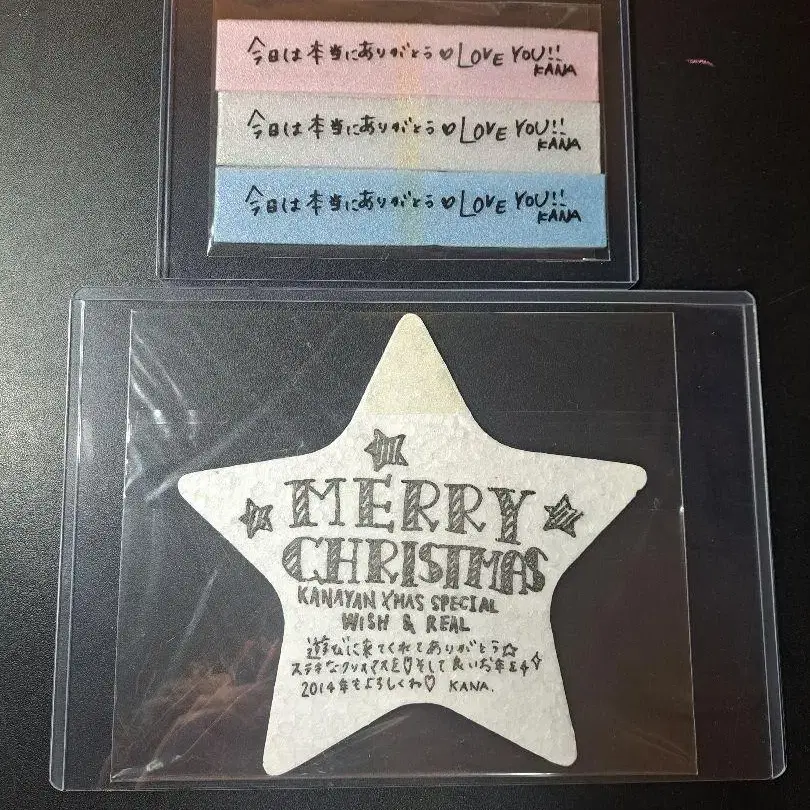 今日は本当にありがとう♡LOVE YOU!!
KANA
今日は本当にありがとう♡LOVE YOU!!
KANA
今日は本当にありがとう♡LOVE YOU!!
KANA
MERRY
CHRISTMAS
KANAYAN XMAS SPECIAL
WISH & REAL
遊びに来てくれてありがとう☆
ステキなクリスマスを♡そして良いお年を
2014年もよろしくね♡ KANA.